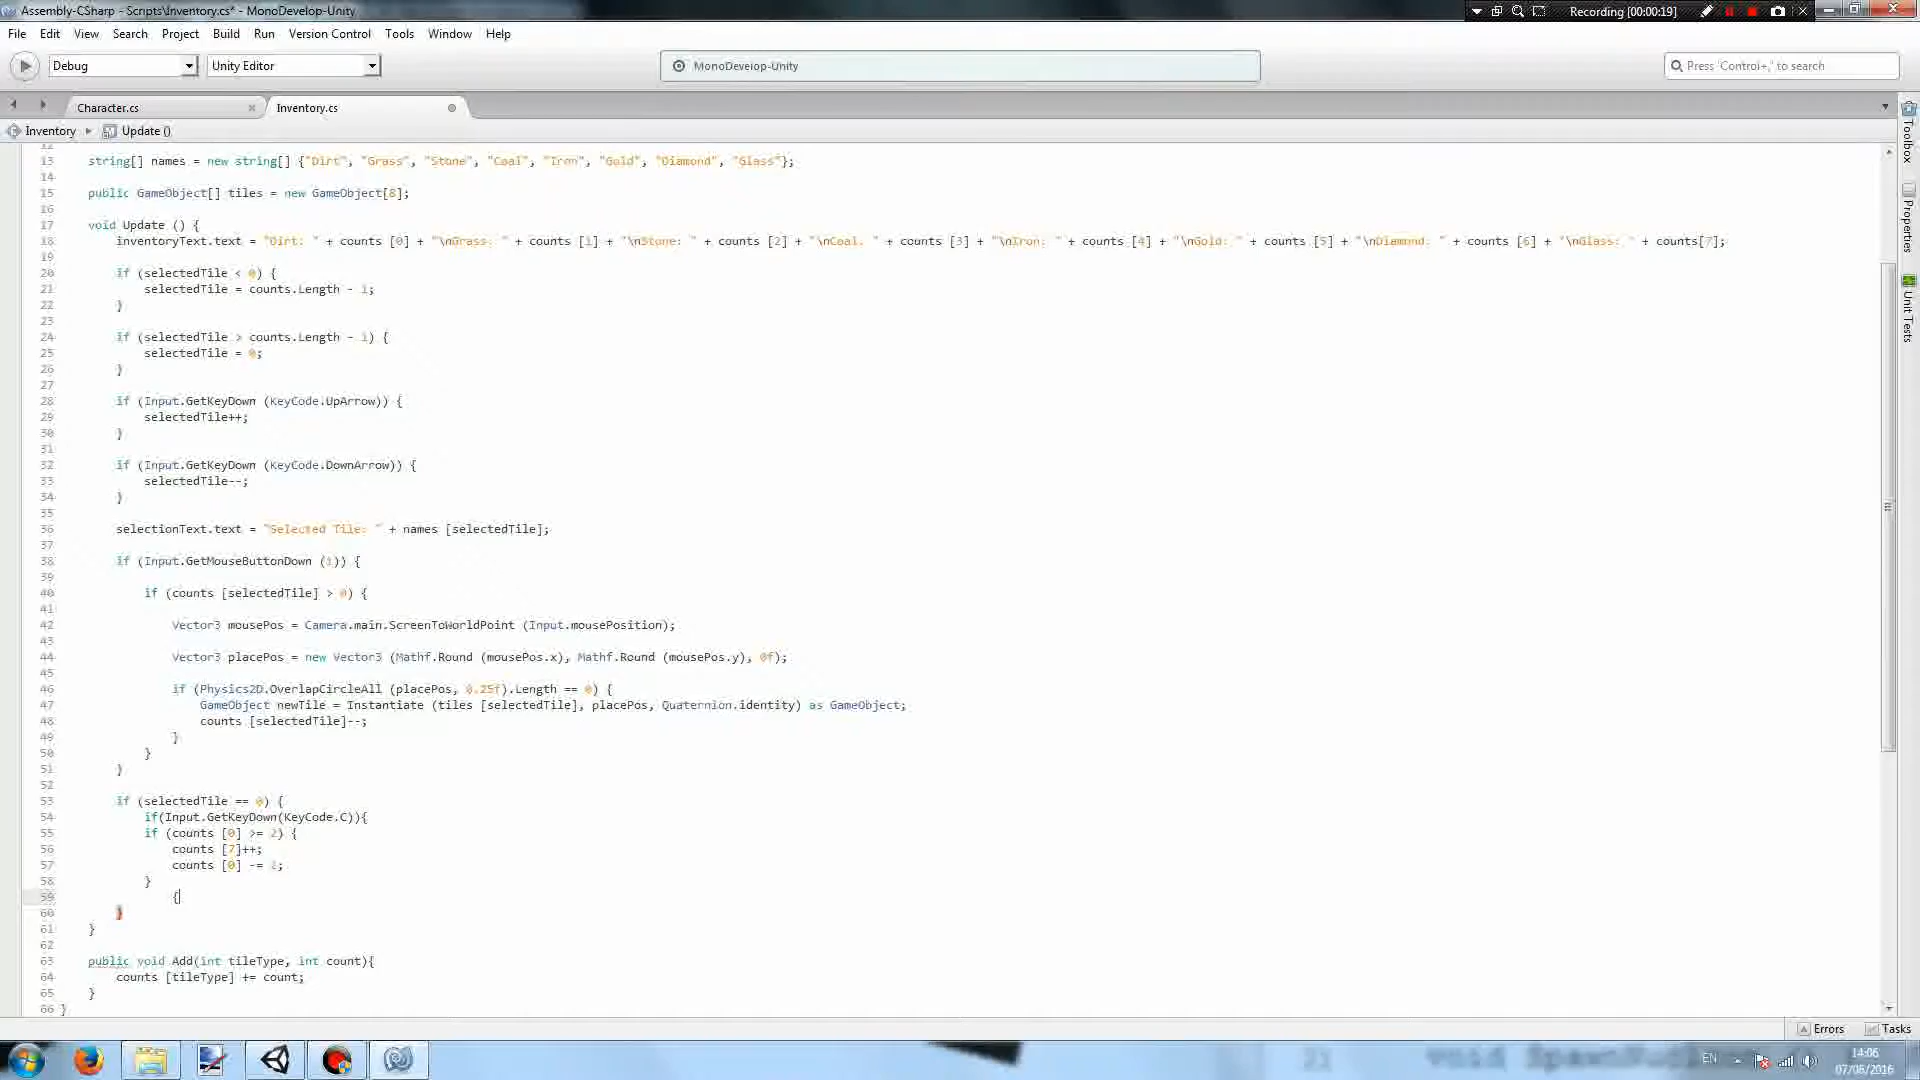 Assembly-CSharp - Scripts\Inventory.cs* - MonoDevelop-Unity
Recording [00:00:19]
File Edit View Search Project Build Run Version Control Tools Window Help
Debug
Unity Editor
MonoDevelop-Unity
Press 'Control+,' to search
Character.cs
Inventory.cs
Inventory
Update ()
Toolbox
Properties
Unit Tests
12
13 string[] names = new string[] {"Dirt", "Grass", "Stone", "Coal", "Iron", "Gold", "Diamond", "Glass"};
14
15 public GameObject[] tiles = new GameObject[8];
16
17 void Update () {
18 inventoryText.text = "Dirt: " + counts [0] + "\nGrass: " + counts [1] + "\nStone: " + counts [2] + "\nCoal: " + counts [3] + "\nIron: " + counts [4] + "\nGold: " + counts [5] + "\nDiamond: " + counts [6] + "\nGlass: " + counts[7];
19
20 if (selectedTile < 0) {
21 selectedTile = counts.Length - 1;
22 }
23
24 if (selectedTile > counts.Length - 1) {
25 selectedTile = 0;
26 }
27
28 if (Input.GetKeyDown (KeyCode.UpArrow)) {
29 selectedTile++;
30 }
31
32 if (Input.GetKeyDown (KeyCode.DownArrow)) {
33 selectedTile--;
34 }
35
36 selectionText.text = "Selected Tile: " + names [selectedTile];
37
38 if (Input.GetMouseButtonDown (1)) {
39
40 if (counts [selectedTile] > 0) {
41
42 Vector3 mousePos = Camera.main.ScreenToWorldPoint (Input.mousePosition);
43
44 Vector3 placePos = new Vector3 (Mathf.Round (mousePos.x), Mathf.Round (mousePos.y), 0f);
45
46 if (Physics2D.OverlapCircleAll (placePos, 0.25f).Length == 0) {
47 GameObject newTile = Instantiate (tiles [selectedTile], placePos, Quaternion.identity) as GameObject;
48 counts [selectedTile]--;
49 }
50 }
51 }
52
53 if (selectedTile == 0) {
54 if(Input.GetKeyDown(KeyCode.C)){
55 if (counts [0] >= 2) {
56 counts [7]++;
57 counts [0] -= 2;
58 }
59 {
60 }
61 }
62
63 public void Add(int tileType, int count){
64 counts [tileType] += count;
65 }
66 }
Errors Tasks
21 void
EN
14:06
07/06/2016